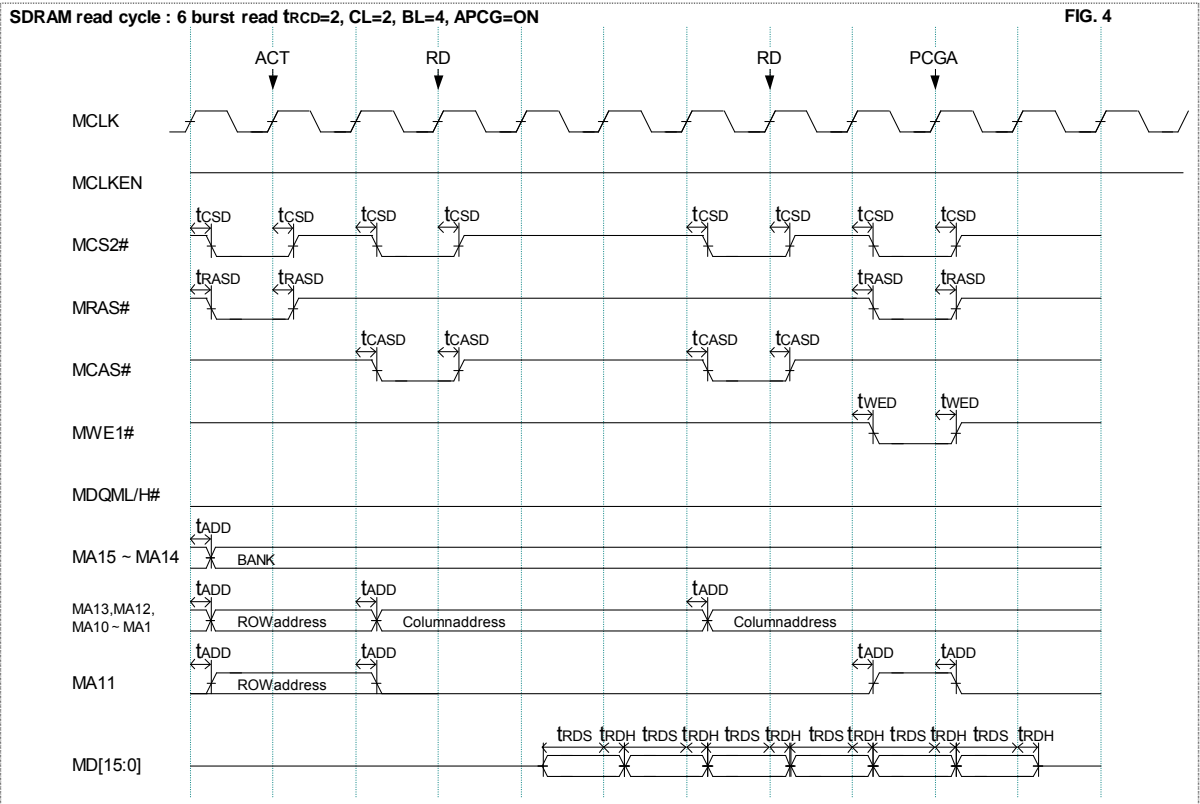 SDRAM read cycle : 6 burst read tRCD=2, CL=2, BL=4, APCG=ON FIG. 4
ACT RD RD PCGA
MCLK
MCLKEN
tCSD tCSD tCSD tCSD tCSD tCSD tCSD tCSD
MCS2#
tRASD tRASD tRASD tRASD
MRAS#
tCASD tCASD tCASD tCASD
MCAS#
tWED tWED
MWE1#
MDQML/H#
tADD
MA15 ~ MA14 BANK
tADD tADD tADD
MA13,MA12,
MA10 ~ MA1 ROWaddress Columnaddress Columnaddress
tADD tADD tADD tADD
MA11 ROWaddress
tRDS tRDH tRDS tRDH tRDS tRDH tRDS tRDH tRDS tRDH tRDS tRDH
MD[15:0]